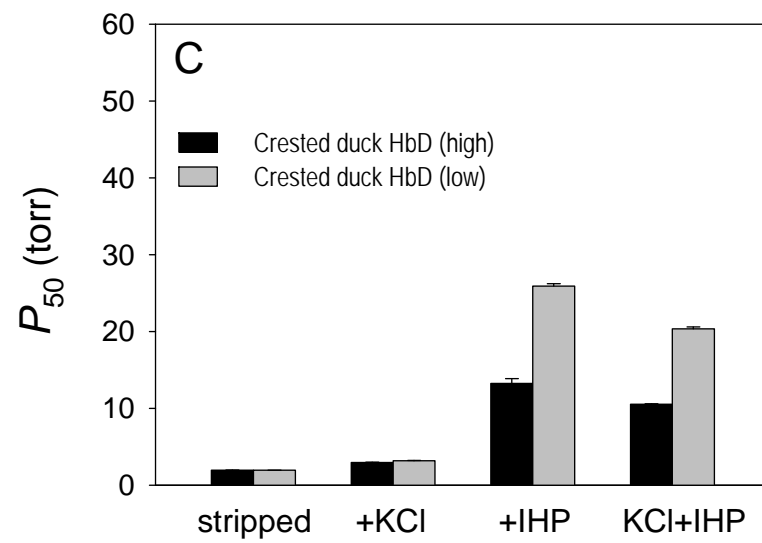 C
Crested duck HbD (high)
Crested duck HbD (low)
P50 (torr)
60
50
40
30
20
10
0
stripped +KCl +IHP KCl+IHP